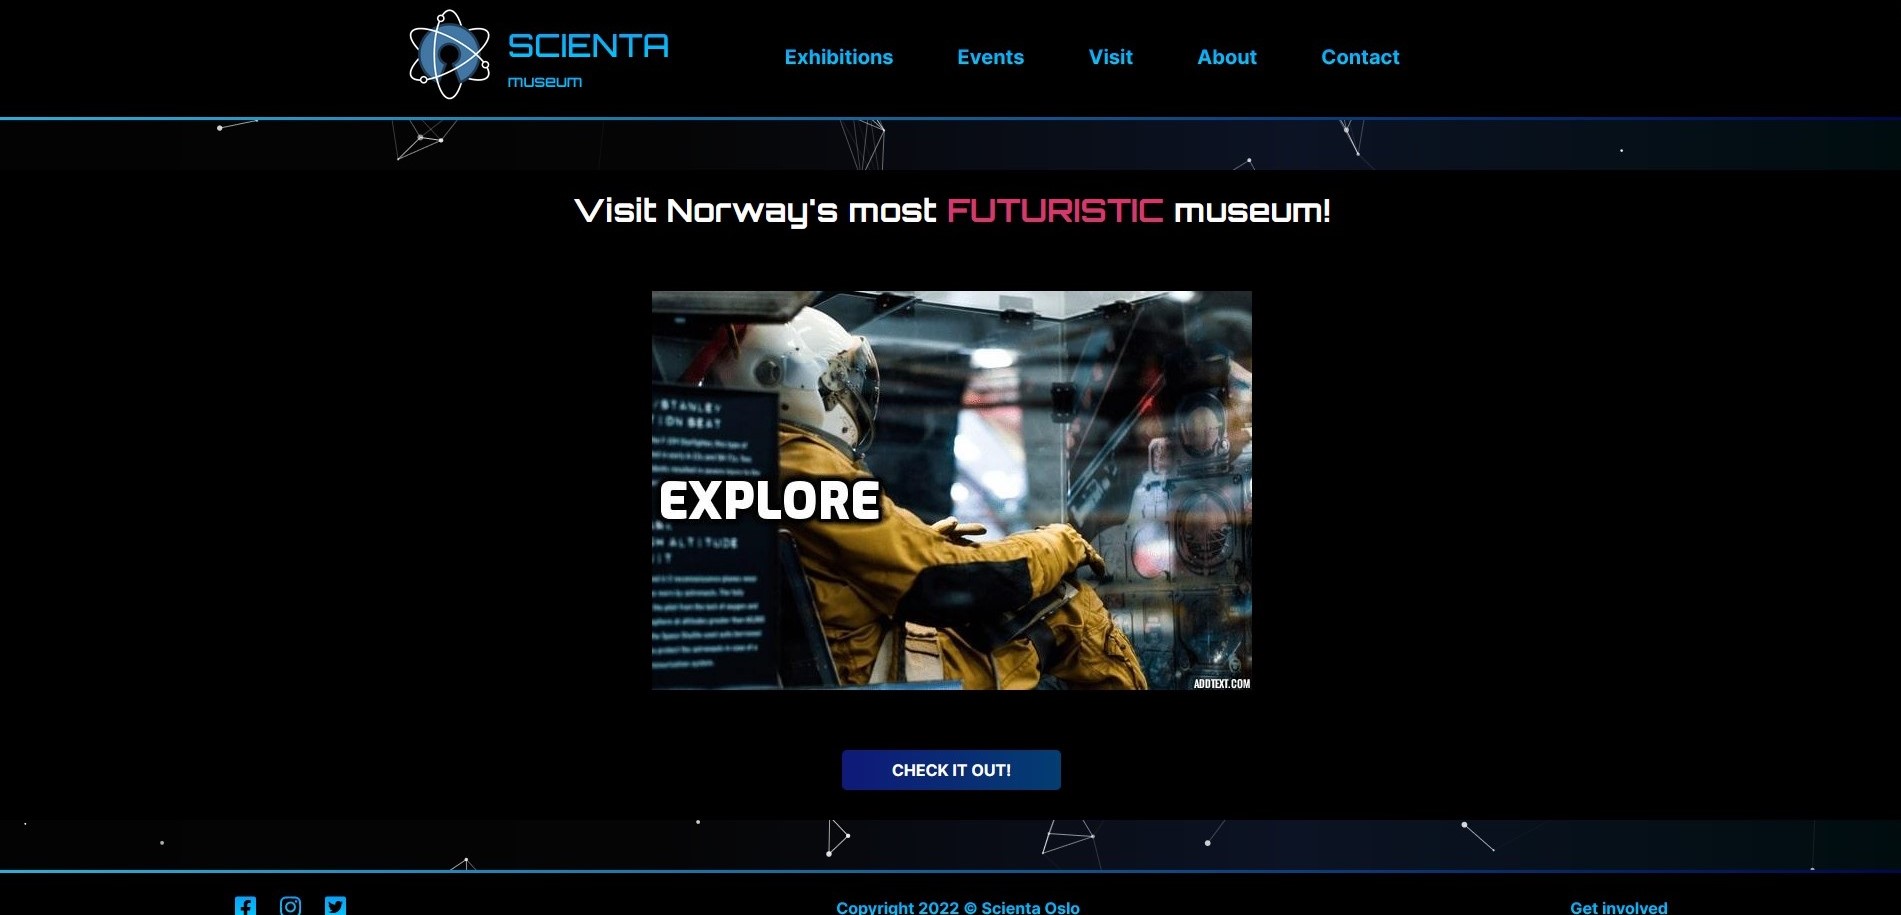 SCIENTA
museum
Exhibitions Events Visit About Contact
Visit Norway's most FUTURISTIC museum!
/STANLEY
ION BEAT
EXPLORE
ALTITUDE
ADDTEXT.COM
CHECK IT OUT!
Copyright 2022 © Scienta Oslo Get involved